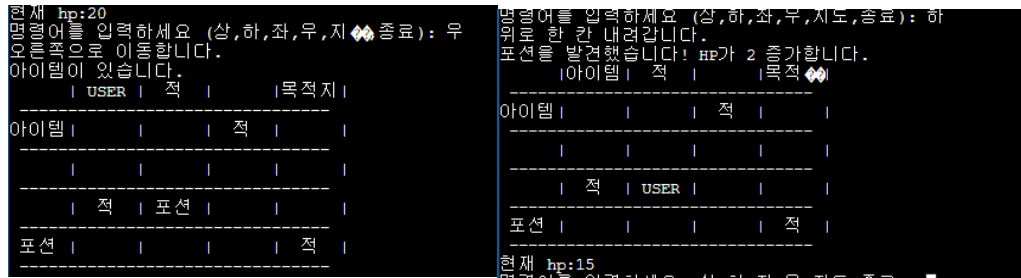 현재 hp:20
명령어를 입력하세요 (상,하,좌,우,지��종료): 우
오른쪽으로 이동합니다.
아이템이 있습니다.
| USER | 적 | |목적지|
아이템| | | 적 | |
| | | | |
| 적 | 포션 | | |
포션 | | | | 적 |
명령어를 입력하세요 (상,하,좌,우,지도,종료): 하
위로 한 칸 내려갑니다.
포션을 발견했습니다! HP가 2 증가합니다.
|아이템| 적 | |목적��|
아이템| | | 적 | |
| | | | |
| 적 | USER | | |
포션 | | | | 적 |
현재 hp:15